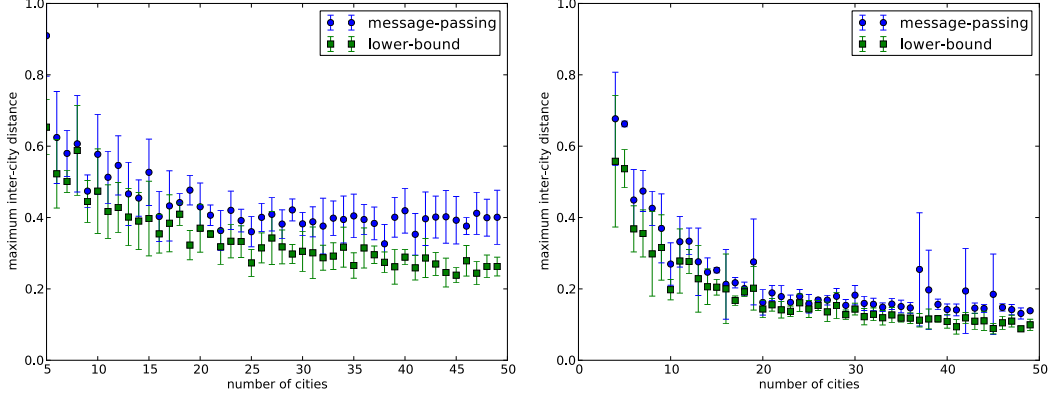 1.0
0.8
0.6
0.4
0.2
0.0
5 10 15 20 25 30 35 40 45 50
maximum inter-city distance
number of cities
message-passing
lower-bound
1.0
0.8
0.6
0.4
0.2
0.0
0 10 20 30 40 50
maximum inter-city distance
number of cities
message-passing
lower-bound